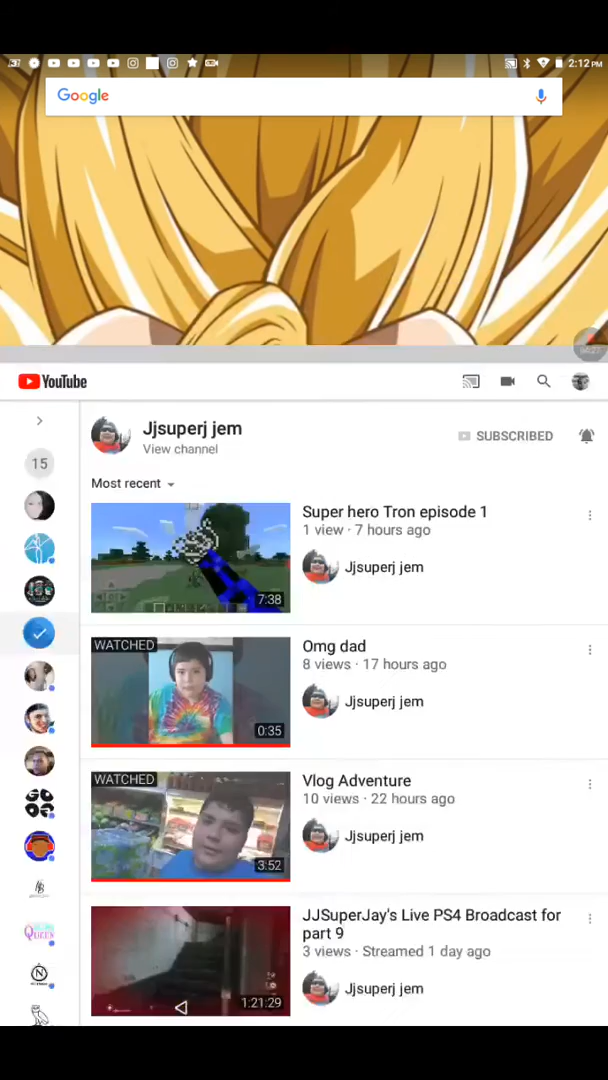 2:12 PM
Google
YouTube
Jjsuperj jem
View channel
SUBSCRIBED
15
Most recent
Super hero Tron episode 1
1 view · 7 hours ago
Jjsuperj jem
7:38
WATCHED
Omg dad
8 views · 17 hours ago
Jjsuperj jem
0:35
WATCHED
Vlog Adventure
10 views · 22 hours ago
Jjsuperj jem
3:52
JJSuperJay's Live PS4 Broadcast for
part 9
3 views · Streamed 1 day ago
Jjsuperj jem
1:21:29